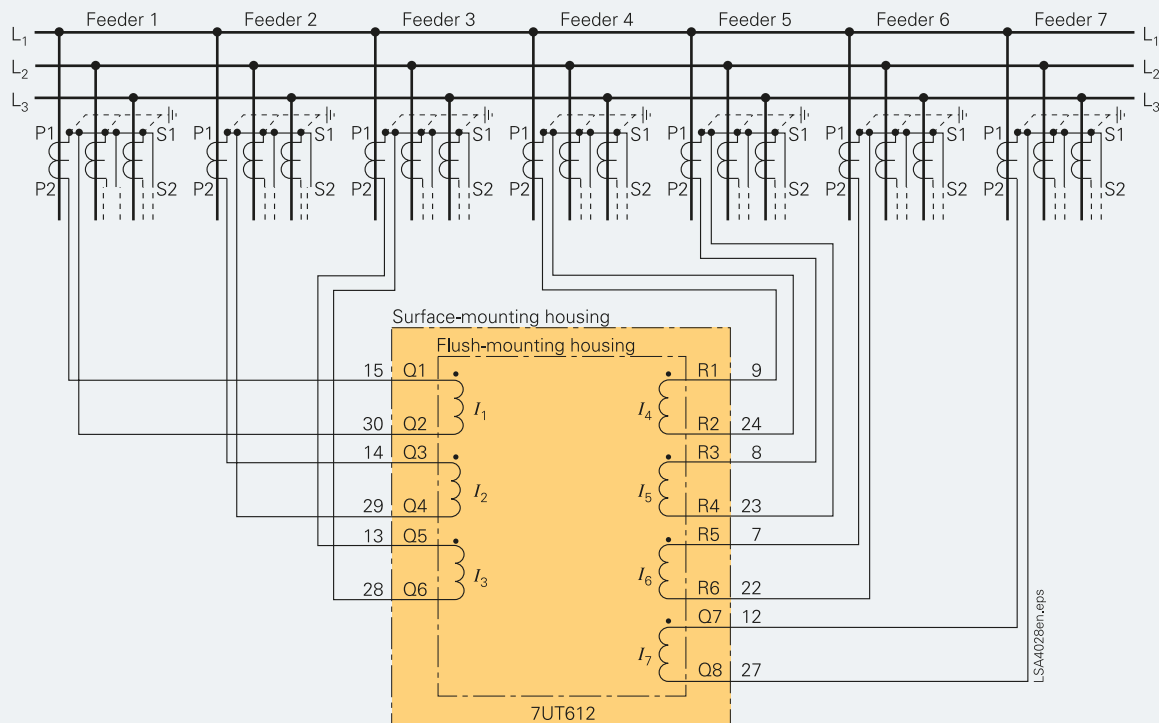 Feeder 1 Feeder 2 Feeder 3 Feeder 4 Feeder 5 Feeder 6 Feeder 7
L1 L1
L2 L2
L3 L3
P1 S1 P1 S1 P1 S1 P1 S1 P1 S1 P1 S1 P1 S1
P2 S2 P2 S2 P2 S2 P2 S2 P2 S2 P2 S2 P2 S2
Surface-mounting housing
Flush-mounting housing
15 Q1 R1 9
I1 I4
30 Q2 R2 24
14 Q3 R3 8
I2 I5
29 Q4 R4 23
13 Q5 R5 7
I3 I6
28 Q6 R6 22
Q7 12
I7
Q8 27
7UT612
LSA4028en.eps